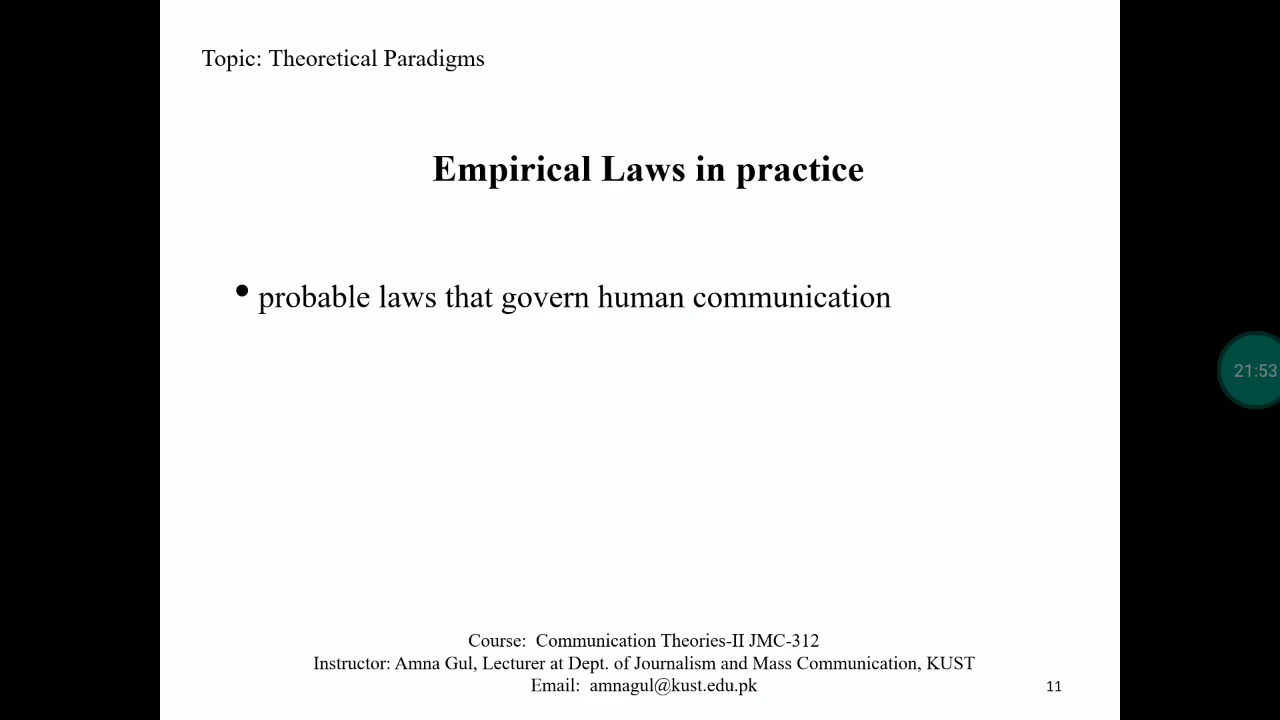 Topic: Theoretical Paradigms
Empirical Laws in practice
• probable laws that govern human communication
21:53
Course:  Communication Theories-II JMC-312
Instructor: Amna Gul, Lecturer at Dept. of Journalism and Mass Communication, KUST
Email:  amnagul@kust.edu.pk
11